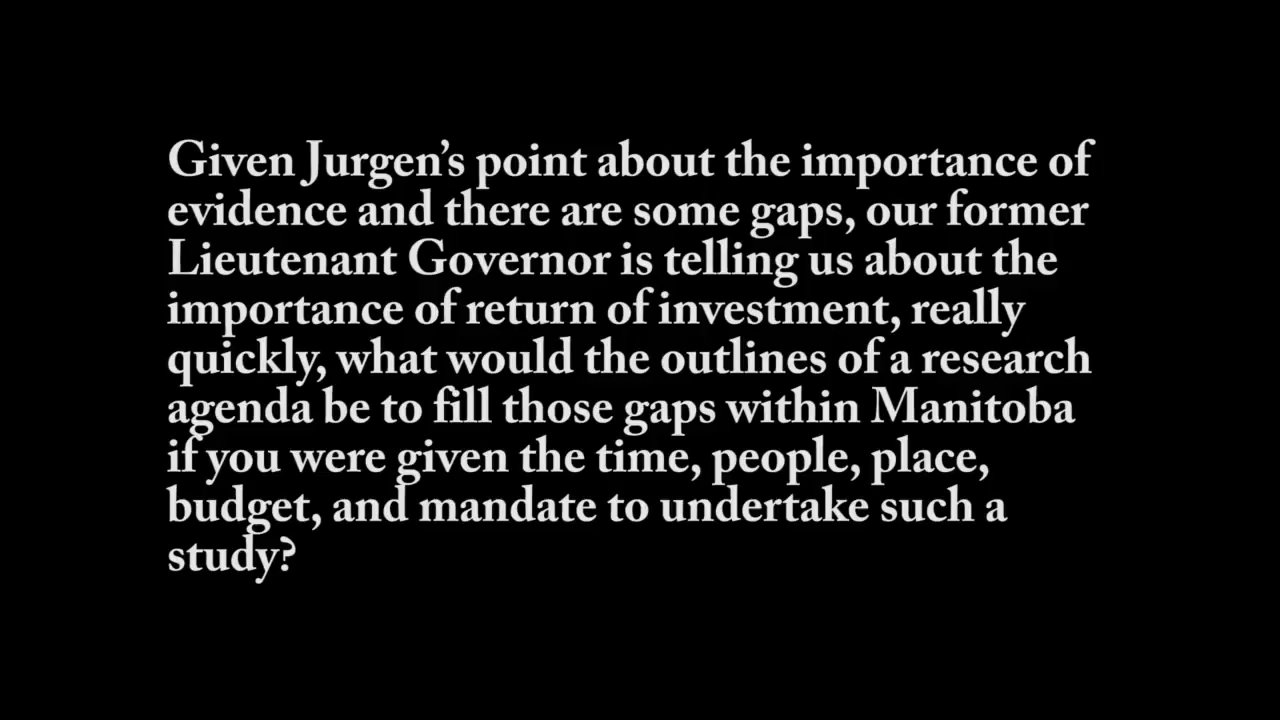 Given Jurgen’s point about the importance of
evidence and there are some gaps, our former
Lieutenant Governor is telling us about the
importance of return of investment, really
quickly, what would the outlines of a research
agenda be to fill those gaps within Manitoba
if you were given the time, people, place,
budget, and mandate to undertake such a
study?